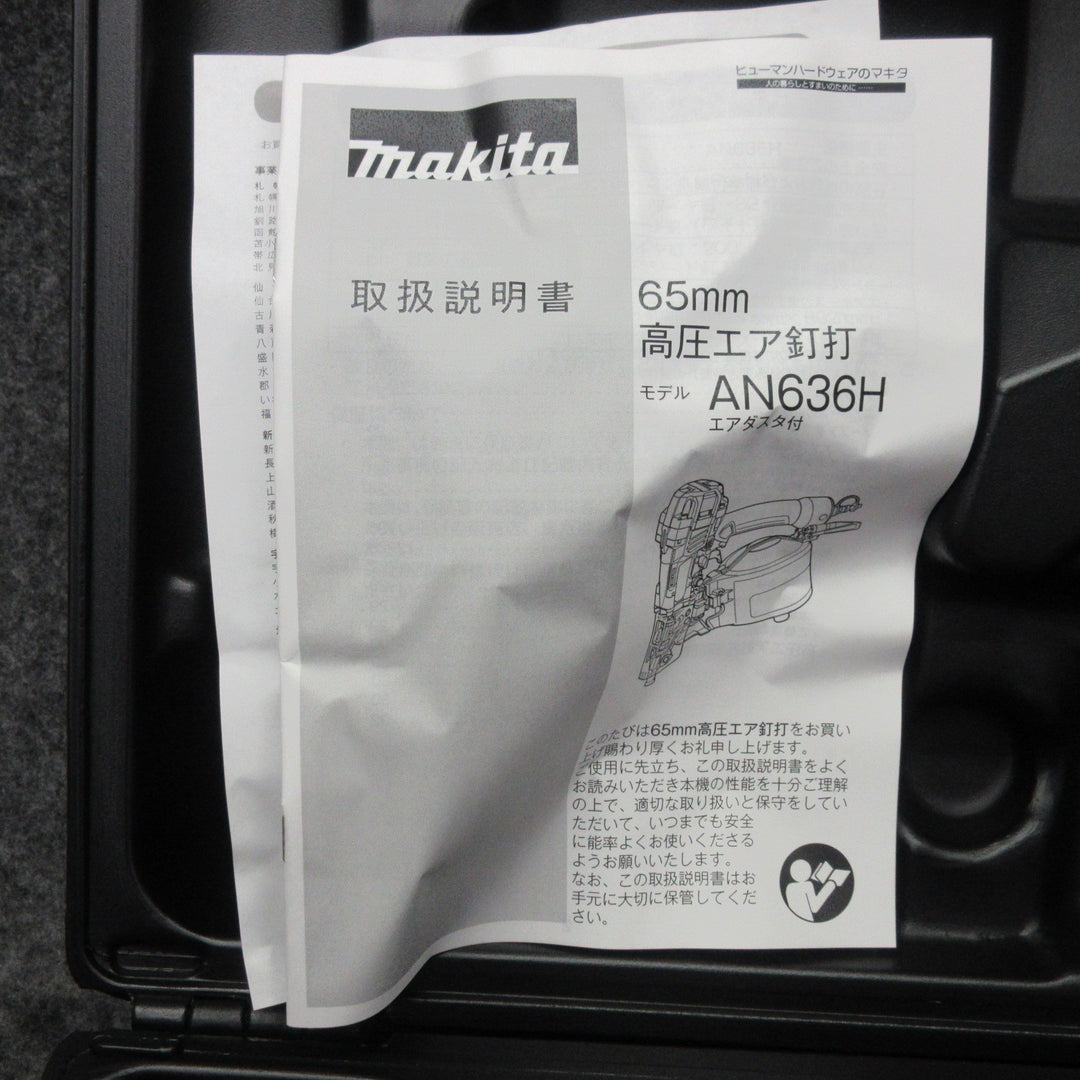 ヒューマンハードウェアのマキタ
人の暮らしとすまいのために……
makita
取扱説明書
65mm
高圧エア釘打
モデル AN636H
エアダスタ付
このたびは65mm高圧エア釘打をお買い
上げ賜わり厚くお礼申し上げます。
ご使用に先立ち、この取扱説明書をよく
お読みいただき本機の性能を十分ご理解
の上で、適切な取り扱いと保守をしてい
ただいて、いつまでも安全
に能率よくお使いくださる
ようお願いいたします。
なお、この取扱説明書はお
手元に大切に保管してくだ
さい。